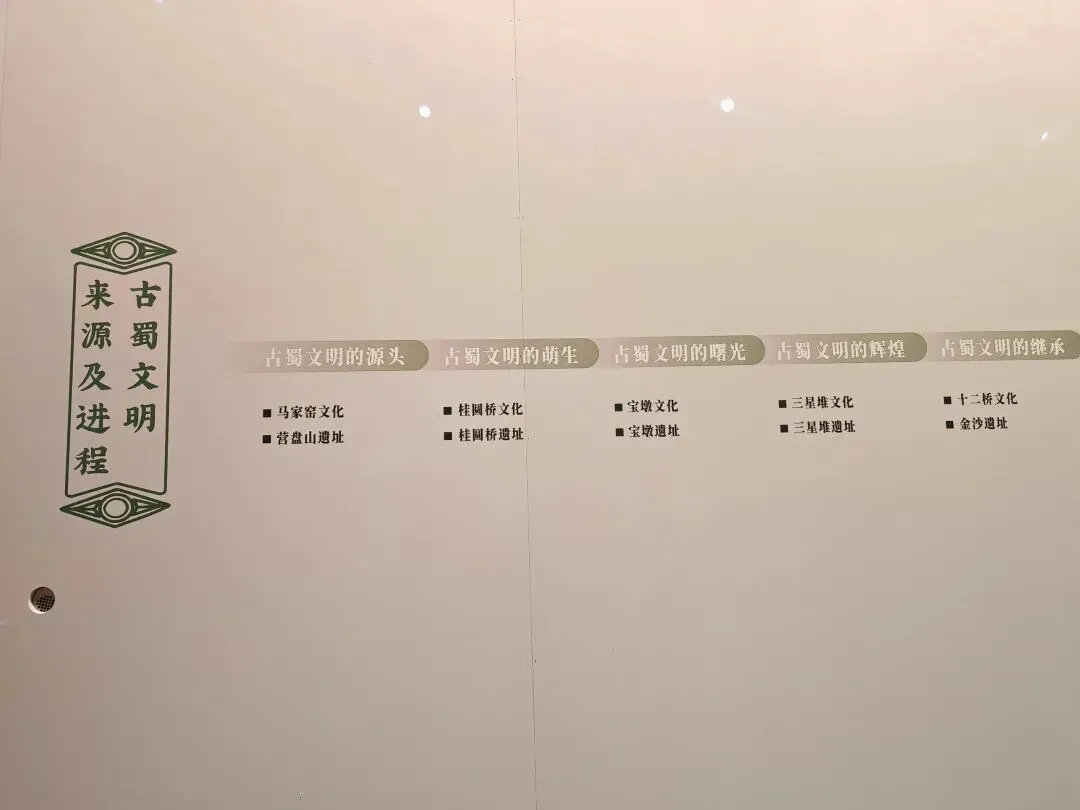 古蜀文明
来源及进程
古蜀文明的源头
■ 马家窑文化
■ 营盘山遗址
古蜀文明的萌生
■ 桂圆桥文化
■ 桂圆桥遗址
古蜀文明的曙光
■ 宝墩文化
■ 宝墩遗址
古蜀文明的辉煌
■ 三星堆文化
■ 三星堆遗址
古蜀文明的继承
■ 十二桥文化
■ 金沙遗址